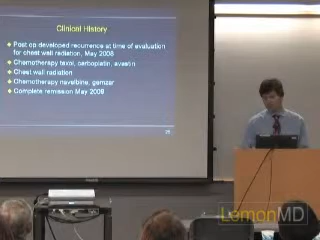 Clinical History
Post op developed recurrence at time of evaluation
for chest wall radiation, May 2008
Chemotherapy taxol, carboplatin, avastin
Chest wall radiation
Chemotherapy navelbine, gemzar
Complete remission May 2008
LemonMD